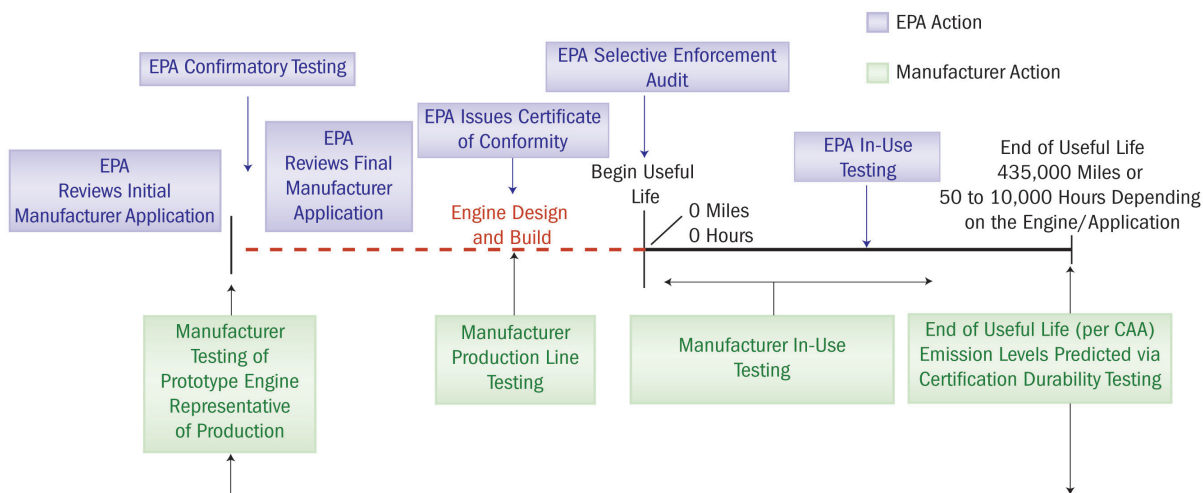 EPA Action
Manufacturer Action
EPA Confirmatory Testing
EPA Selective Enforcement
Audit
EPA
Reviews Initial
Manufacturer Application
EPA
Reviews Final
Manufacturer
Application
EPA Issues Certificate
of Conformity
Engine Design
and Build
Begin Useful
Life
0 Miles
0 Hours
EPA In-Use
Testing
End of Useful Life
435,000 Miles or
50 to 10,000 Hours Depending
on the Engine/Application
Manufacturer
Testing of
Prototype Engine
Representative
of Production
Manufacturer
Production Line
Testing
Manufacturer In-Use
Testing
End of Useful Life (per CAA)
Emission Levels Predicted via
Certification Durability Testing